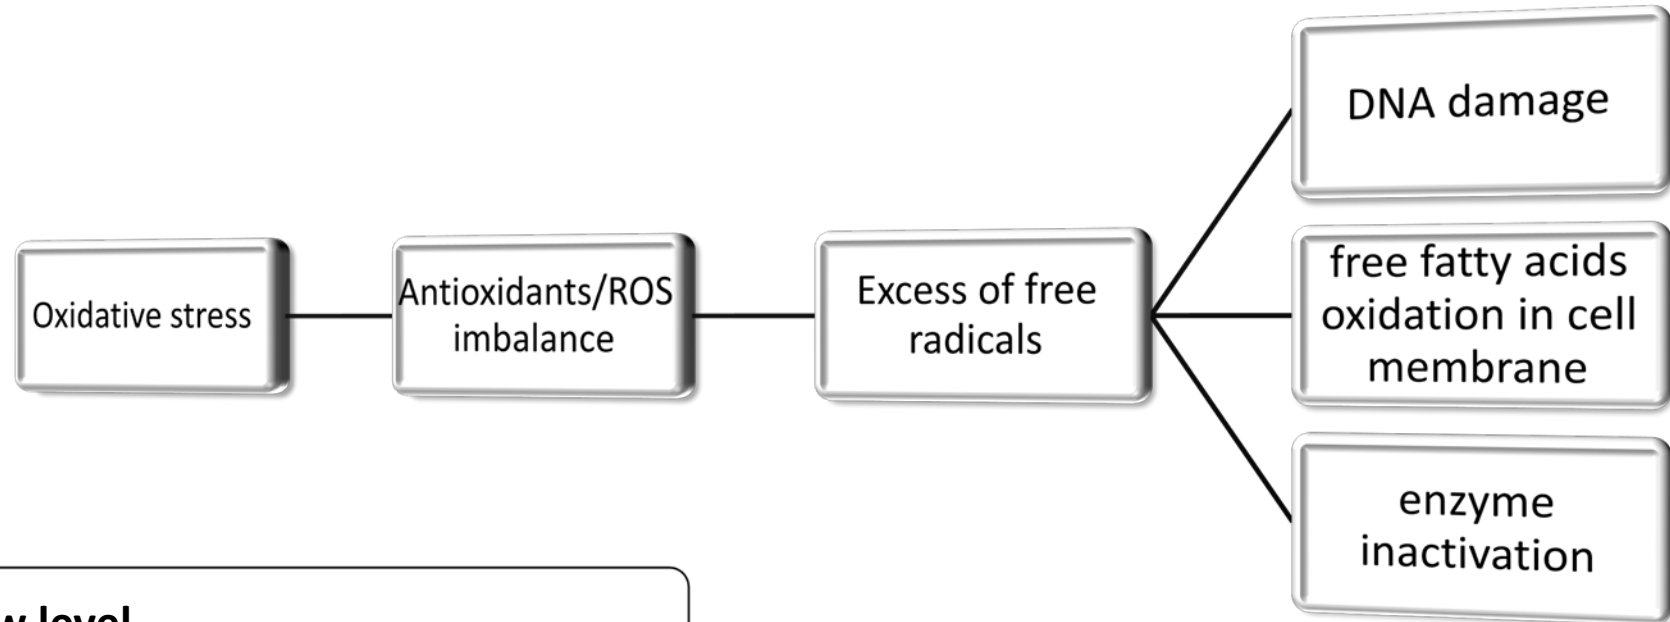 Oxidative stress
Antioxidants/ROS
imbalance
Excess of free
radicals
DNA damage
free fatty acids
oxidation in cell
membrane
enzyme
inactivation
level